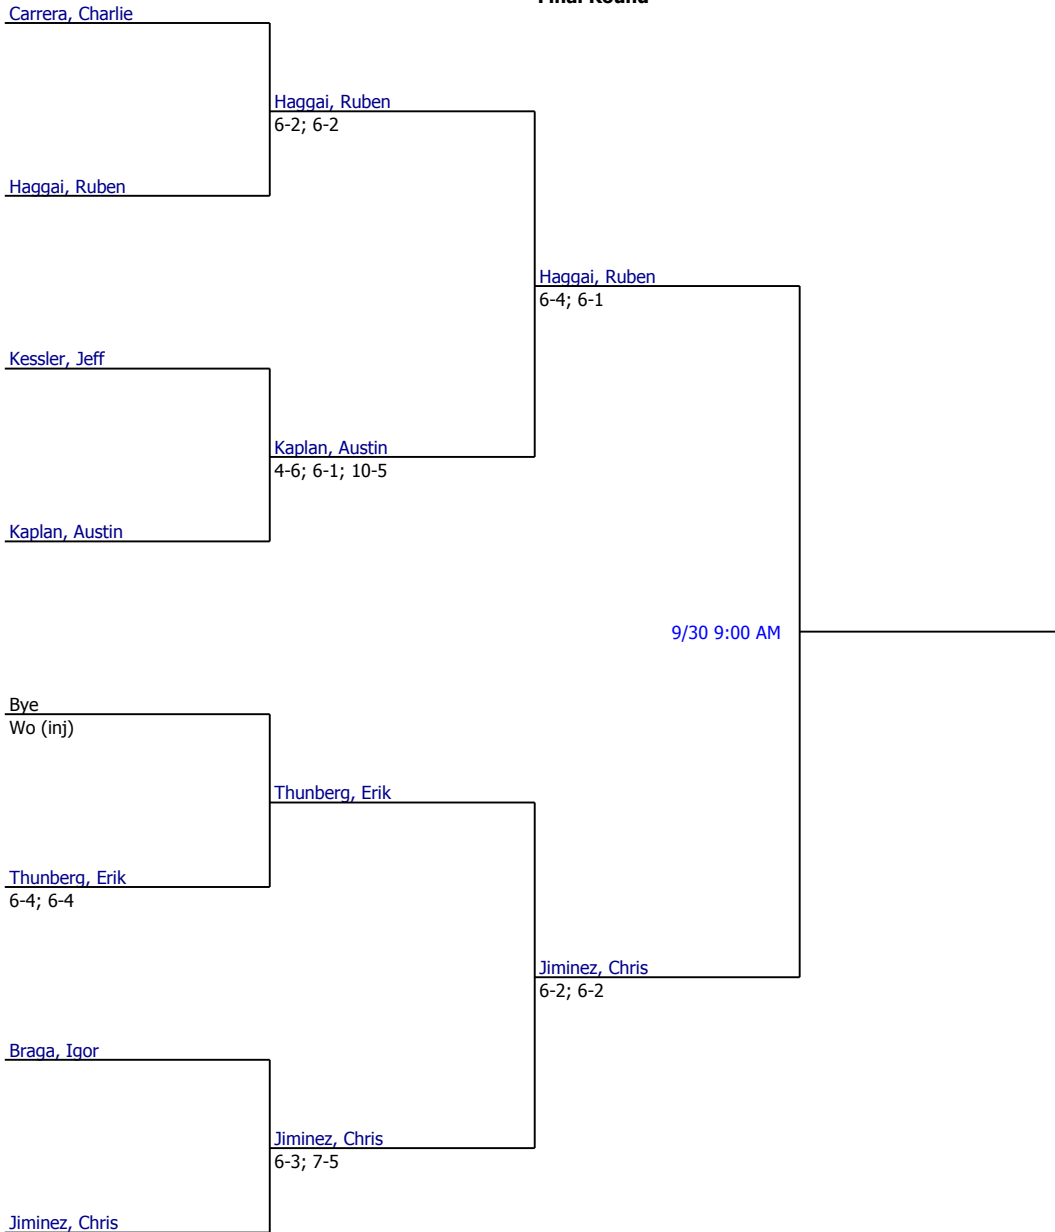 Final Round
Carrera, Charlie
Haggai, Ruben
6-2; 6-2
Haggai, Ruben
Haggai, Ruben
6-4; 6-1
Kessler, Jeff
Kaplan, Austin
4-6; 6-1; 10-5
Kaplan, Austin
9/30 9:00 AM
Bye
Wo (inj)
Thunberg, Erik
Thunberg, Erik
6-4; 6-4
Jiminez, Chris
6-2; 6-2
Braga, Igor
Jiminez, Chris
6-3; 7-5
Jiminez, Chris